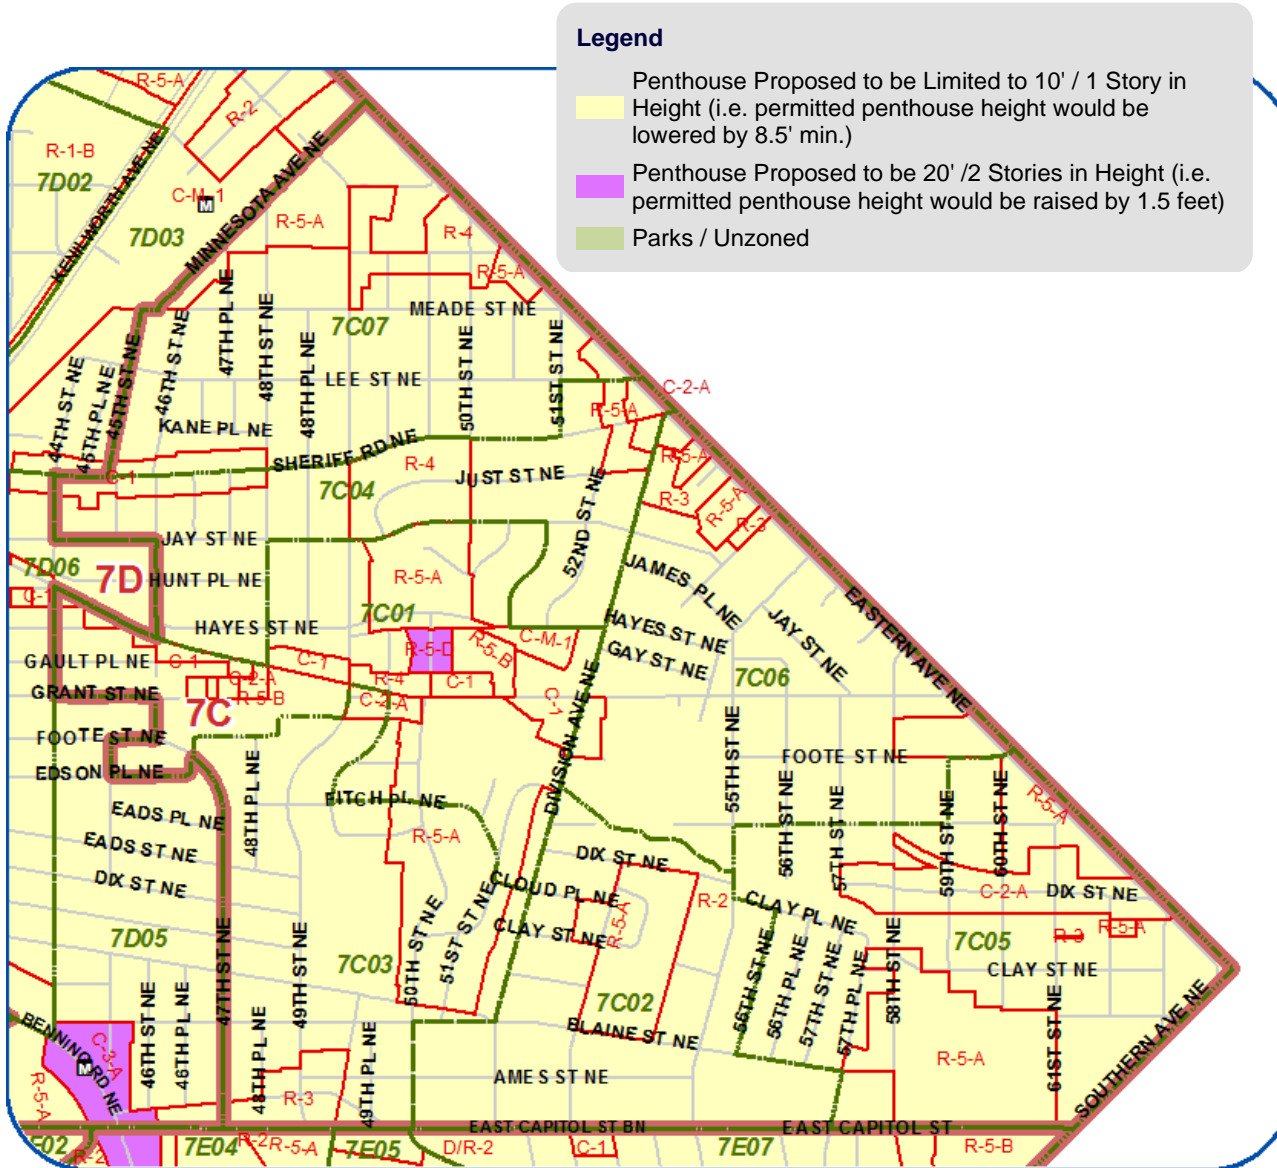 Legend
Penthouse Proposed to be Limited to 10' / 1 Story in
Height (i.e. permitted penthouse height would be
lowered by 8.5' min.)
Penthouse Proposed to be 20' /2 Stories in Height (i.e.
permitted penthouse height would be raised by 1.5 feet)
Parks / Unzoned
R-5-A
R-2
R-1-B
7D02
KENILWORTH AVE NE
C-M-1
M
7D03
MINNESOTA AVE NE
R-5-A
R-4
R-5-A
MEADE ST NE
7C07
47TH PL NE
48TH ST NE
46TH ST NE
48TH PL NE
50TH ST NE
51ST ST NE
LEE ST NE
44TH ST NE
45TH PL NE
45TH ST NE
KANE PL NE
C-2-A
R-5-A
SHERIFF RD NE
R-4
JUST ST NE
7C04
C-1
52ND ST NE
R-5-A
R-3
R-5-A
R-3
JAY ST NE
7D06
7D
HUNT PL NE
R-5-A
JAMES PL NE
C-1
7C01
HAYES ST NE
HAYES ST NE
JAY ST NE
EASTERN AVE NE
C-M-1
R-5-D
R-5-B
GAY ST NE
GAULT PL NE
C-1
C-1
C-2-A
R-4
C-1
7C06
GRANT ST NE
R-5-B
C-2-A
C-1
7C
FOOTE ST NE
DIVISION AVE NE
55TH ST NE
FOOTE ST NE
EDSON PL NE
48TH PL NE
FITCH PL NE
56TH ST NE
57TH ST NE
59TH ST NE
60TH ST NE
R-5-A
EADS PL NE
R-5-A
EADS ST NE
DIX ST NE
DIX ST NE
CLOUD PL NE
R-2
CLAY PL NE
C-2-A
DIX ST NE
R-5-A
CLAY ST NE
50TH ST NE
51ST ST NE
R-3
R-5-A
7D05
47TH ST NE
49TH ST NE
7C03
7C05
CLAY ST NE
56TH ST NE
56TH PL NE
57TH ST NE
57TH PL NE
58TH ST NE
7C02
BLAINE ST NE
BENNING RD NE
C-3-A
M
46TH ST NE
46TH PL NE
48TH PL NE
49TH PL NE
R-5-A
R-3
AMES ST NE
R-5-A
61ST ST NE
SOUTHERN AVE NE
EAST CAPITOL ST BN
EAST CAPITOL ST
R-2
7E04
R-2
R-5-A
7E05
D/R-2
C-1
7E07
R-5-B